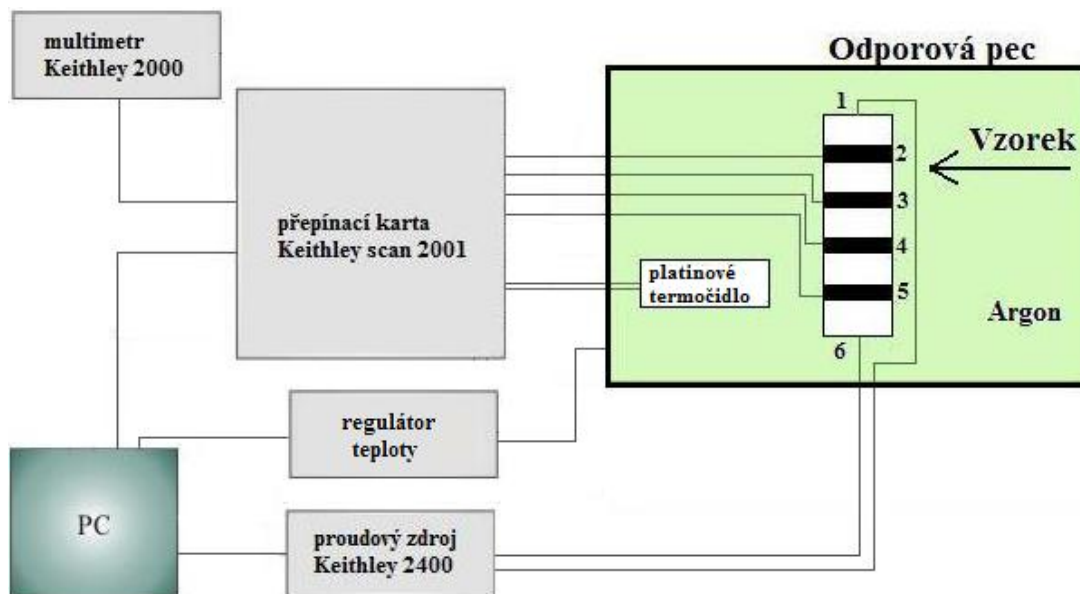 multimetr
Keithley 2000
Odporová pec
1
Vzorek
2
3
přepínací karta
Keithley scan 2001
4
platinové
termočidlo
5
Argon
6
regulátor
teploty
PC
proudový zdroj
Keithley 2400